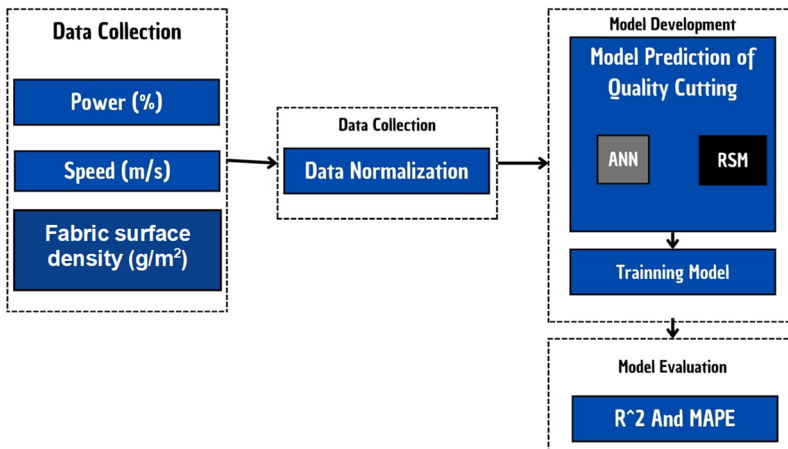 Data Collection
Power (%)
Speed (m/s)
Fabric surface
density (g/m²)
Data Collection
Data Normalization
Model Development
Model Prediction of
Quality Cutting
ANN
RSM
Trainning Model
Model Evaluation
R^2 And MAPE